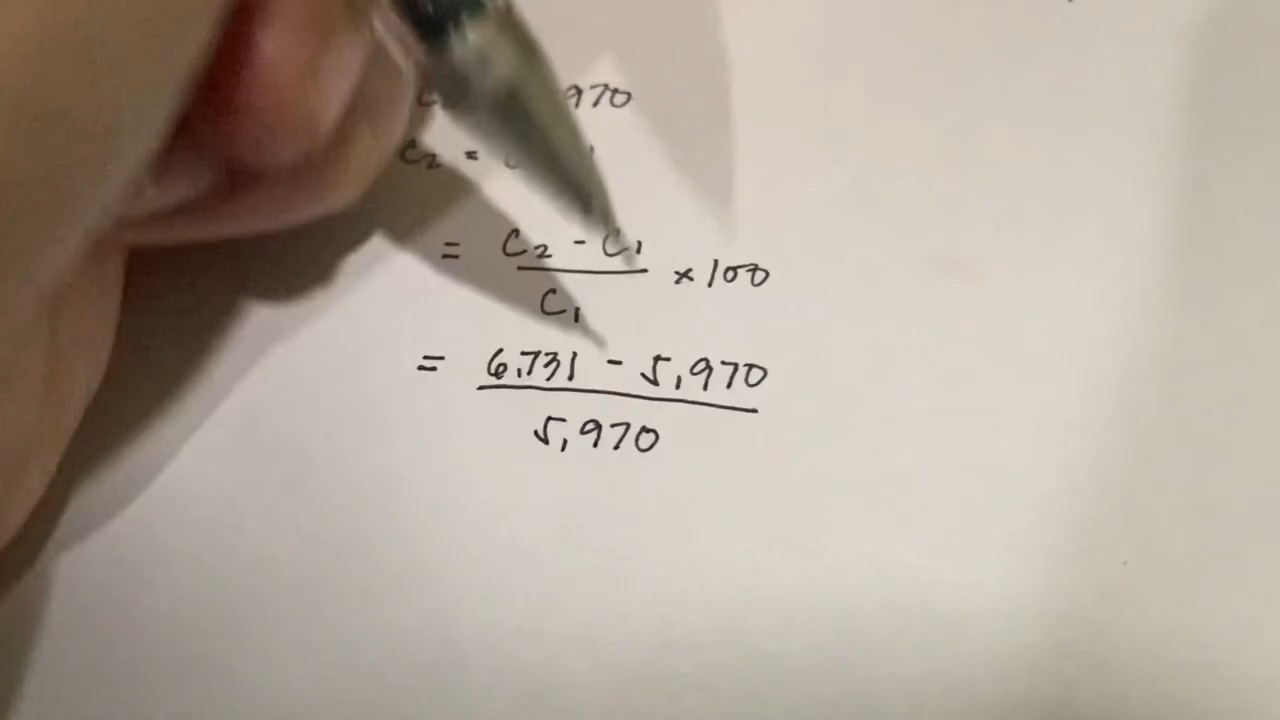 970
C₂ =
= C₂ - C₁ / C₁ × 100
= 6,731 - 5,970 / 5,970